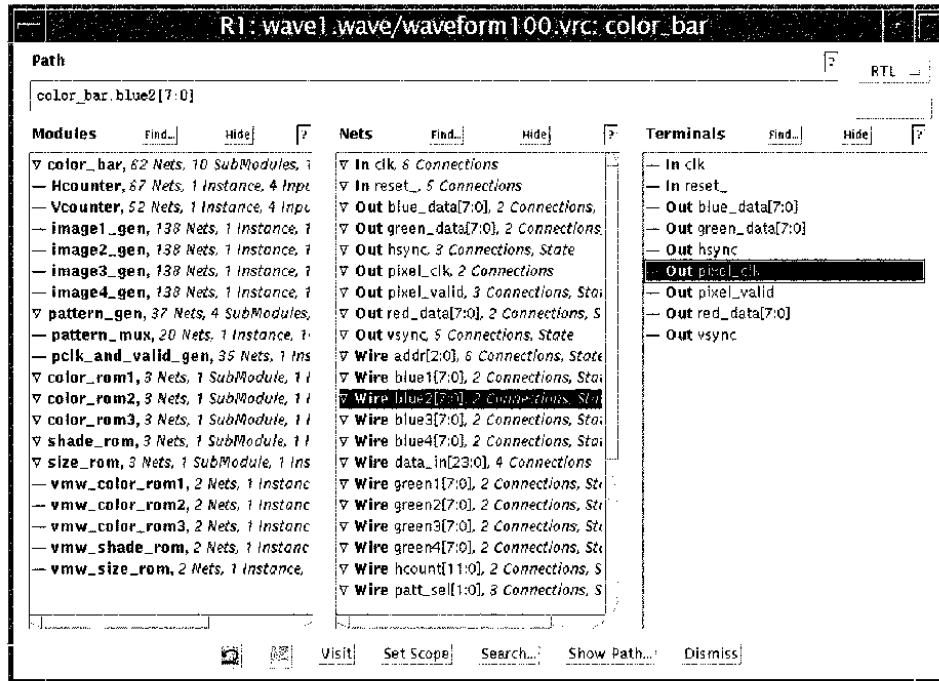 R1: wave1.wave/waveform100.vrc: color_bar
Path
?
RTL
color_bar.blue2[7:0]
Modules Find... Hide ?
color_bar, 62 Nets, 10 SubModules, 1
Hcounter, 67 Nets, 1 Instance, 4 Inpu
Vcounter, 52 Nets, 1 Instance, 4 Inpu
image1_gen, 138 Nets, 1 Instance, 1
image2_gen, 138 Nets, 1 Instance, 1
image3_gen, 138 Nets, 1 Instance, 1
image4_gen, 138 Nets, 1 Instance, 1
pattern_gen, 37 Nets, 4 SubModules,
pattern_mux, 20 Nets, 1 Instance, 1
pclk_and_valid_gen, 35 Nets, 1 Ins
color_rom1, 3 Nets, 1 SubModule, 1 I
color_rom2, 3 Nets, 1 SubModule, 1 I
color_rom3, 3 Nets, 1 SubModule, 1 I
shade_rom, 3 Nets, 1 SubModule, 1 I
size_rom, 3 Nets, 1 SubModule, 1 Ins
vmw_color_rom1, 2 Nets, 1 Instanc
vmw_color_rom2, 2 Nets, 1 Instanc
vmw_color_rom3, 2 Nets, 1 Instanc
vmw_shade_rom, 2 Nets, 1 Instanc
vmw_size_rom, 2 Nets, 1 Instance,
Nets Find... Hide ?
In clk, 6 Connections
In reset_, 5 Connections
Out blue_data[7:0], 2 Connections,
Out green_data[7:0], 2 Connections,
Out hsync, 3 Connections, State
Out pixel_clk, 2 Connections
Out pixel_valid, 3 Connections, Stat
Out red_data[7:0], 2 Connections, S
Out vsync, 5 Connections, State
Wire addr[2:0], 6 Connections, State
Wire blue1[7:0], 2 Connections, Stat
Wire blue2[7:0], 2 Connections, Stat
Wire blue3[7:0], 2 Connections, Stat
Wire blue4[7:0], 2 Connections, Stat
Wire data_in[23:0], 4 Connections
Wire green1[7:0], 2 Connections, Sta
Wire green2[7:0], 2 Connections, Sta
Wire green3[7:0], 2 Connections, Sta
Wire green4[7:0], 2 Connections, Sta
Wire hcount[11:0], 2 Connections, S
Wire patt_sel[1:0], 3 Connections, S
Terminals Find... Hide ?
In clk
In reset_
Out blue_data[7:0]
Out green_data[7:0]
Out hsync
Out pixel_clk
Out pixel_valid
Out red_data[7:0]
Out vsync
Visit Set Scope Search... Show Path... Dismiss